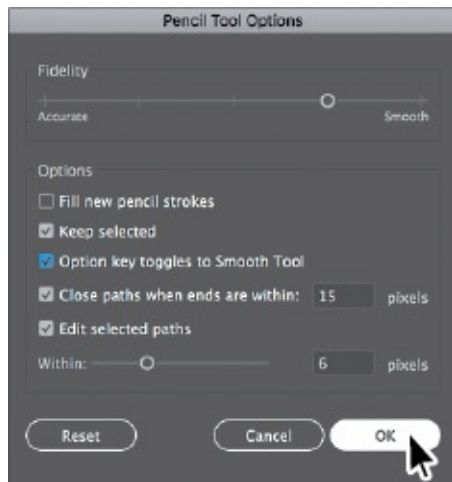 Pencil Tool Options
Fidelity
Accurate Smooth
Options
Fill new pencil strokes
Keep selected
Option key toggles to Smooth Tool
Close paths when ends are within: 15 pixels
Edit selected paths
Within: 6 pixels
Reset Cancel OK